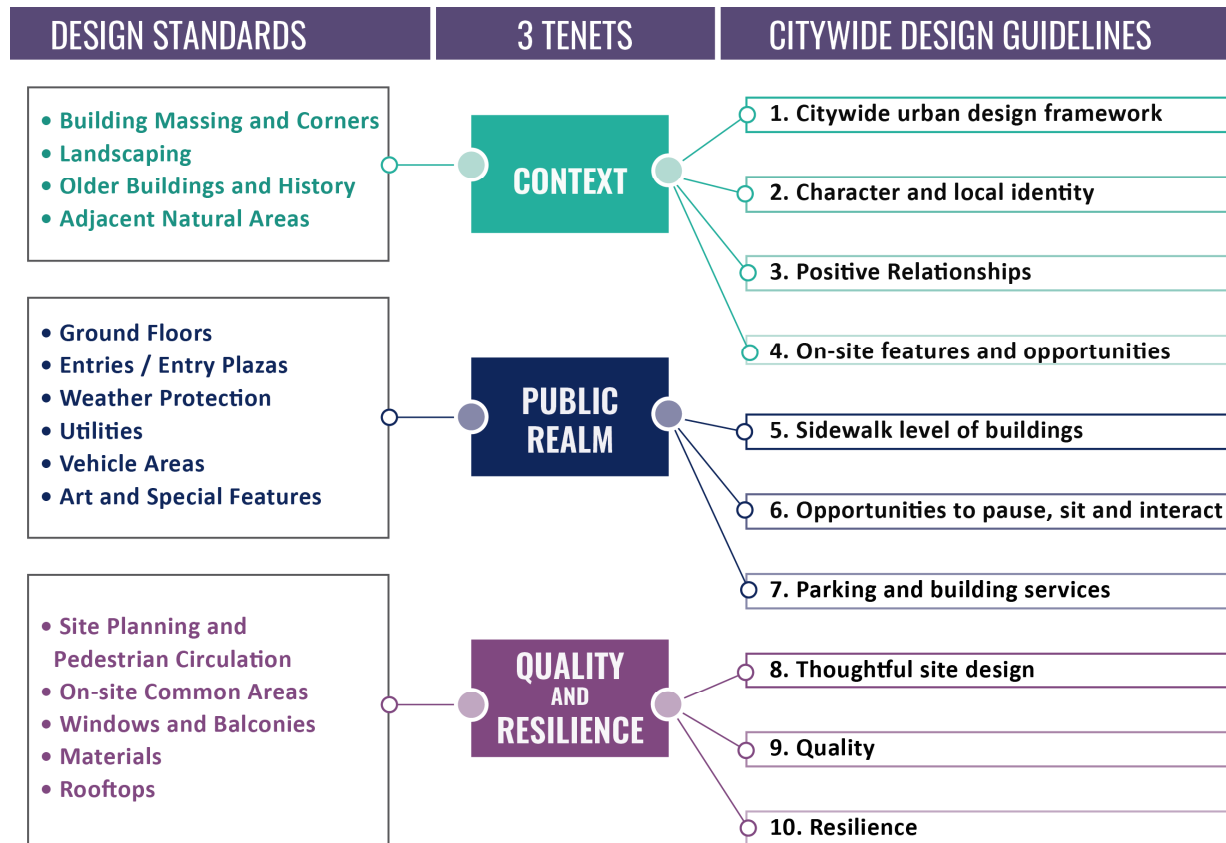 DESIGN STANDARDS
3 TENETS
CITYWIDE DESIGN GUIDELINES
• Building Massing and Corners
• Landscaping
• Older Buildings and History
• Adjacent Natural Areas
CONTEXT
1. Citywide urban design framework
2. Character and local identity
3. Positive Relationships
4. On-site features and opportunities
• Ground Floors
• Entries / Entry Plazas
• Weather Protection
• Utilities
• Vehicle Areas
• Art and Special Features
PUBLIC
REALM
5. Sidewalk level of buildings
6. Opportunities to pause, sit and interact
7. Parking and building services
• Site Planning and
Pedestrian Circulation
• On-site Common Areas
• Windows and Balconies
• Materials
• Rooftops
QUALITY
AND
RESILIENCE
8. Thoughtful site design
9. Quality
10. Resilience